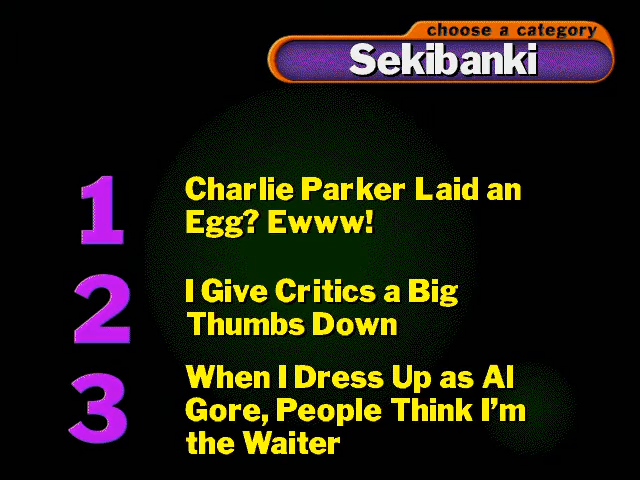 choose a category
Sekibanki
1
Charlie Parker Laid an
Egg? Ewww!
2
I Give Critics a Big
Thumbs Down
3
When I Dress Up as Al
Gore, People Think I'm
the Waiter